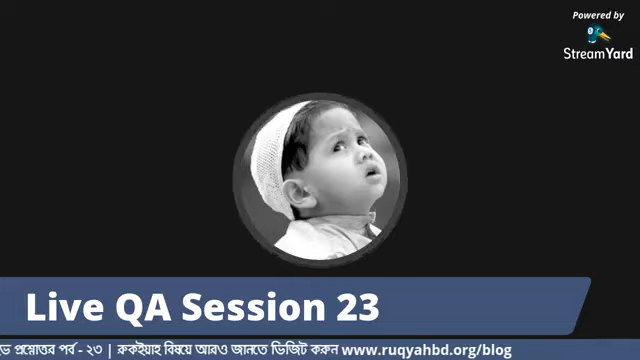 Powered by
StreamYard
Live QA Session 23
প্রশ্নোত্তর পর্ব - ২৩ | রুকইয়াহ বিষয়ে আরও জানতে ভিজিট করুন www.ruqyahbd.org/blog